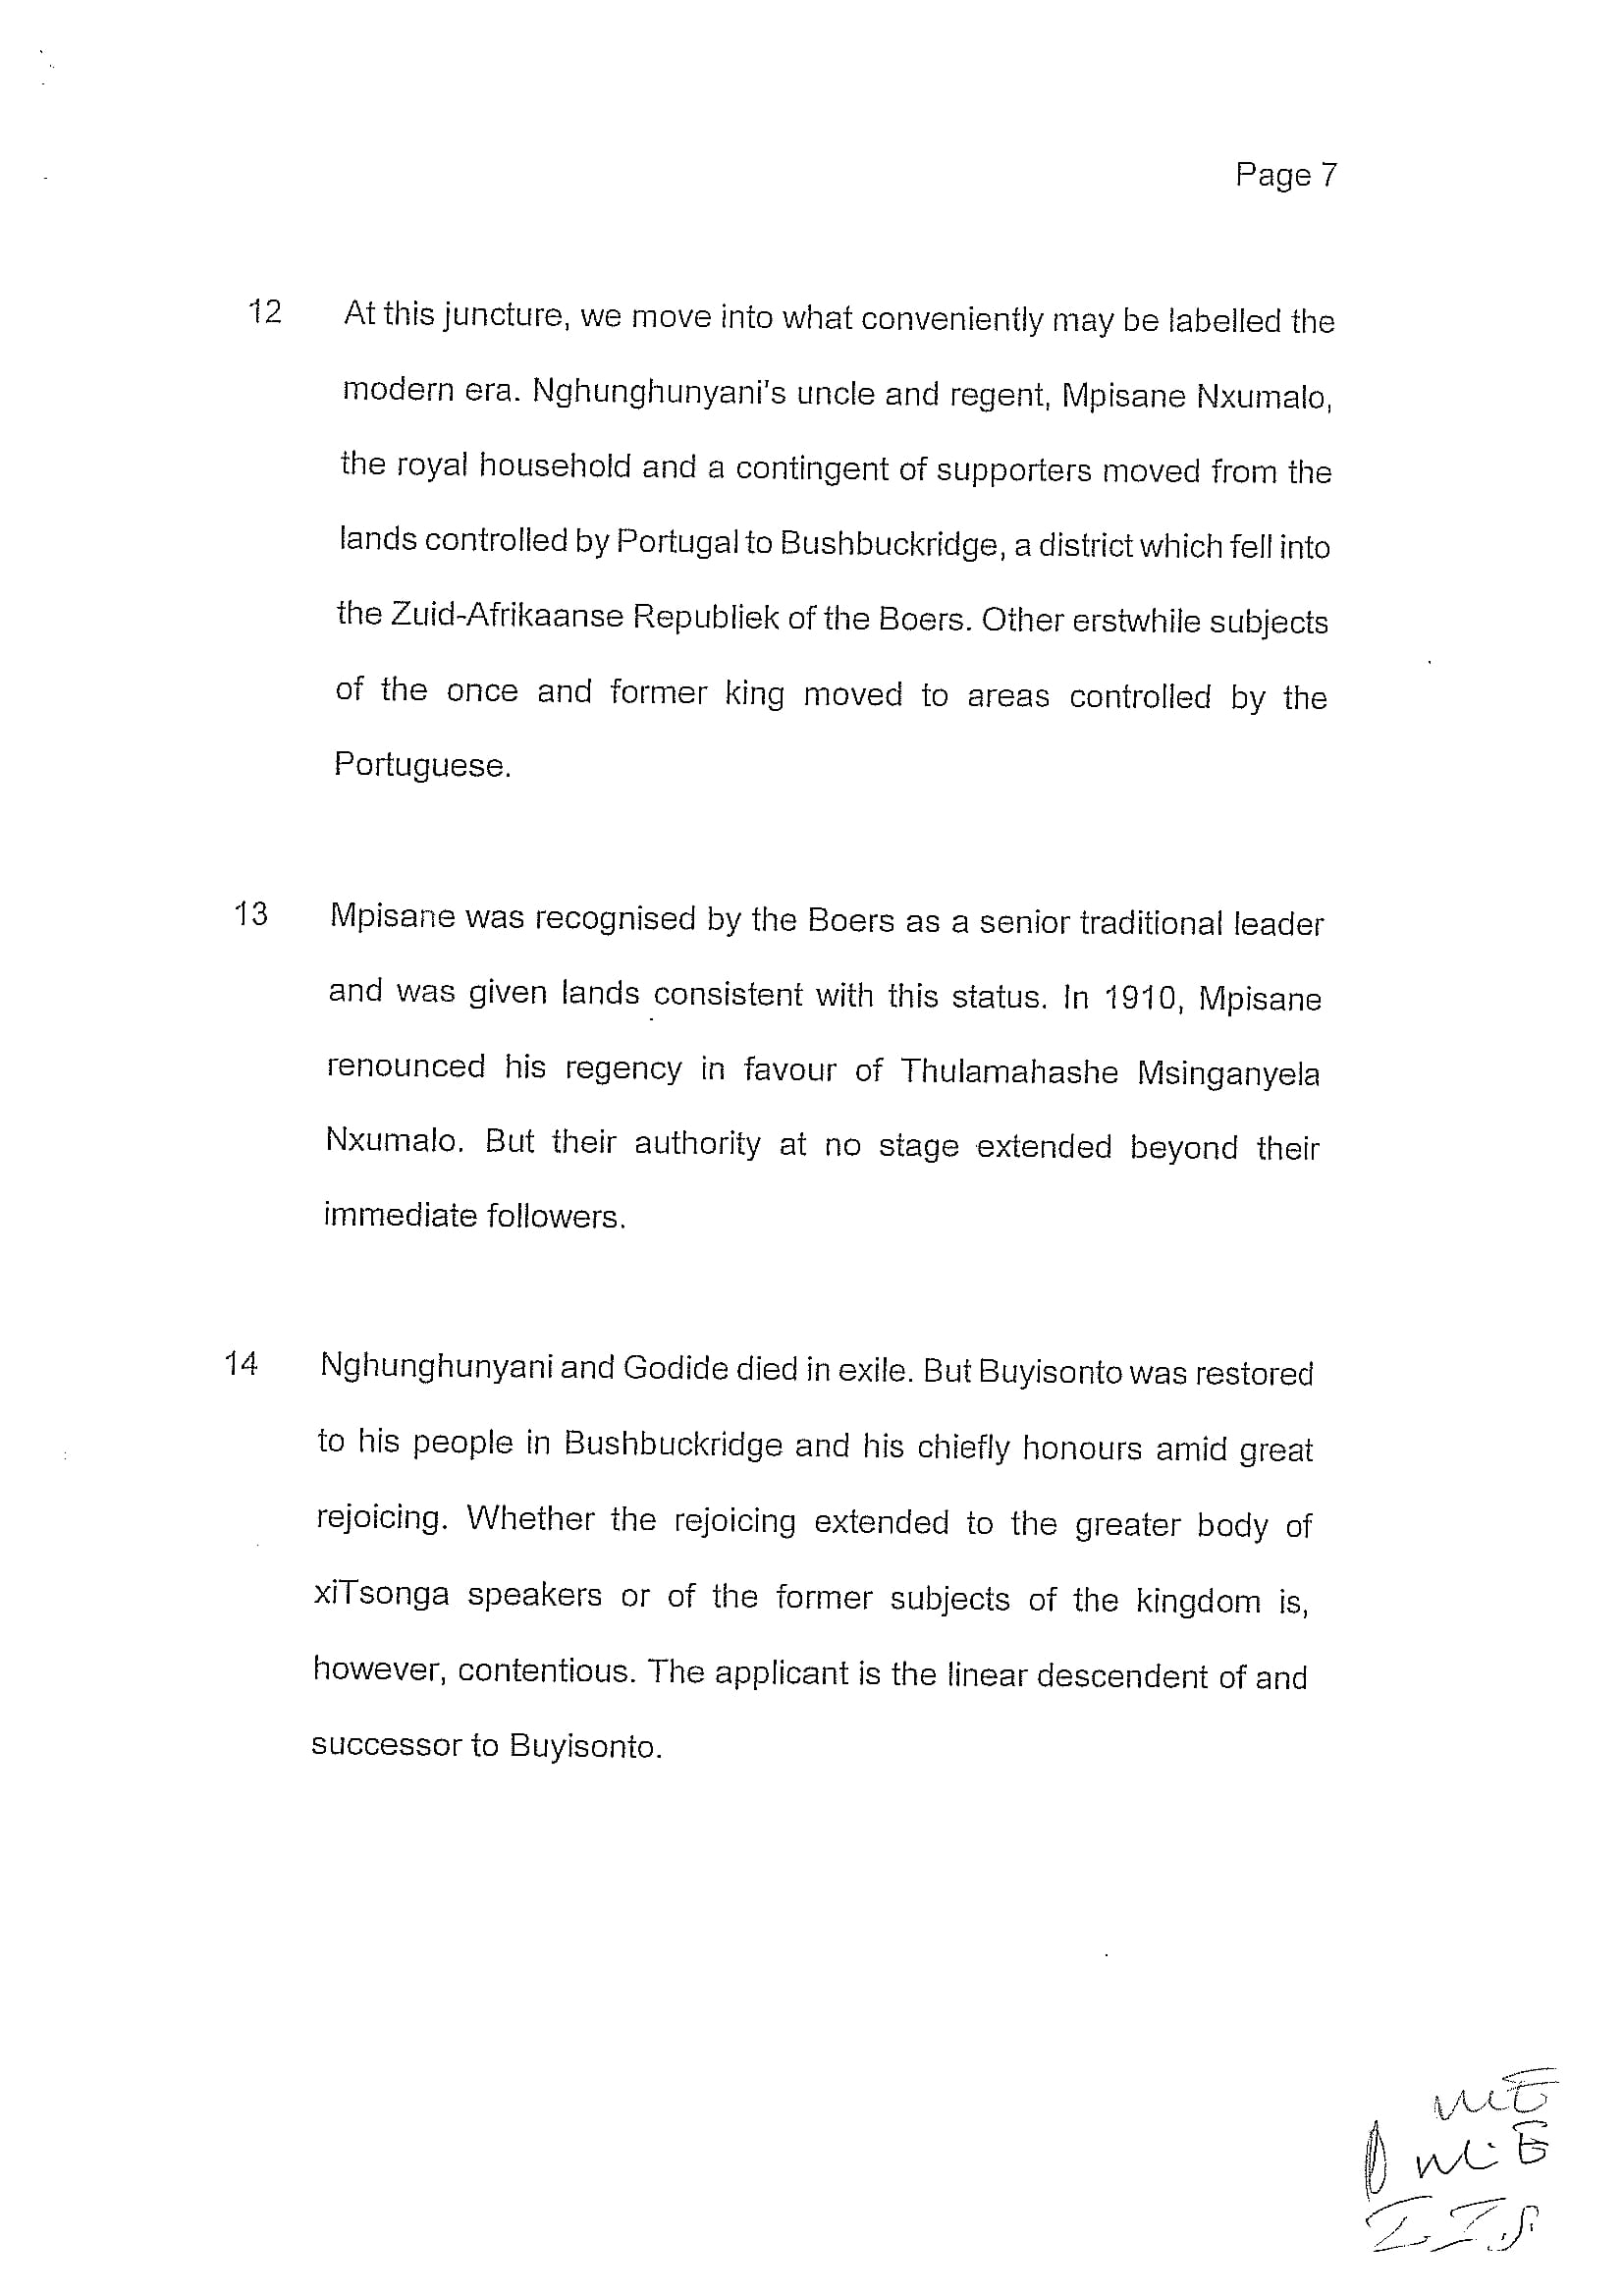 Page 7
12 At this juncture, we move into what conveniently may be labelled the
modern era. Nghunghunyani's uncle and regent, Mpisane Nxumalo,
the royal household and a contingent of supporters moved from the
lands controlled by Portugal to Bushbuckridge, a district which fell into
the Zuid-Afrikaanse Republiek of the Boers. Other erstwhile subjects
of the once and former king moved to areas controlled by the
Portuguese.
13 Mpisane was recognised by the Boers as a senior traditional leader
and was given lands consistent with this status. In 1910, Mpisane
renounced his regency in favour of Thulamahashe Msinganyela
Nxumalo. But their authority at no stage extended beyond their
immediate followers.
14 Nghunghunyani and Godide died in exile. But Buyisonto was restored
to his people in Bushbuckridge and his chiefly honours amid great
rejoicing. Whether the rejoicing extended to the greater body of
xiTsonga speakers or of the former subjects of the kingdom is,
however, contentious. The applicant is the linear descendent of and
successor to Buyisonto.